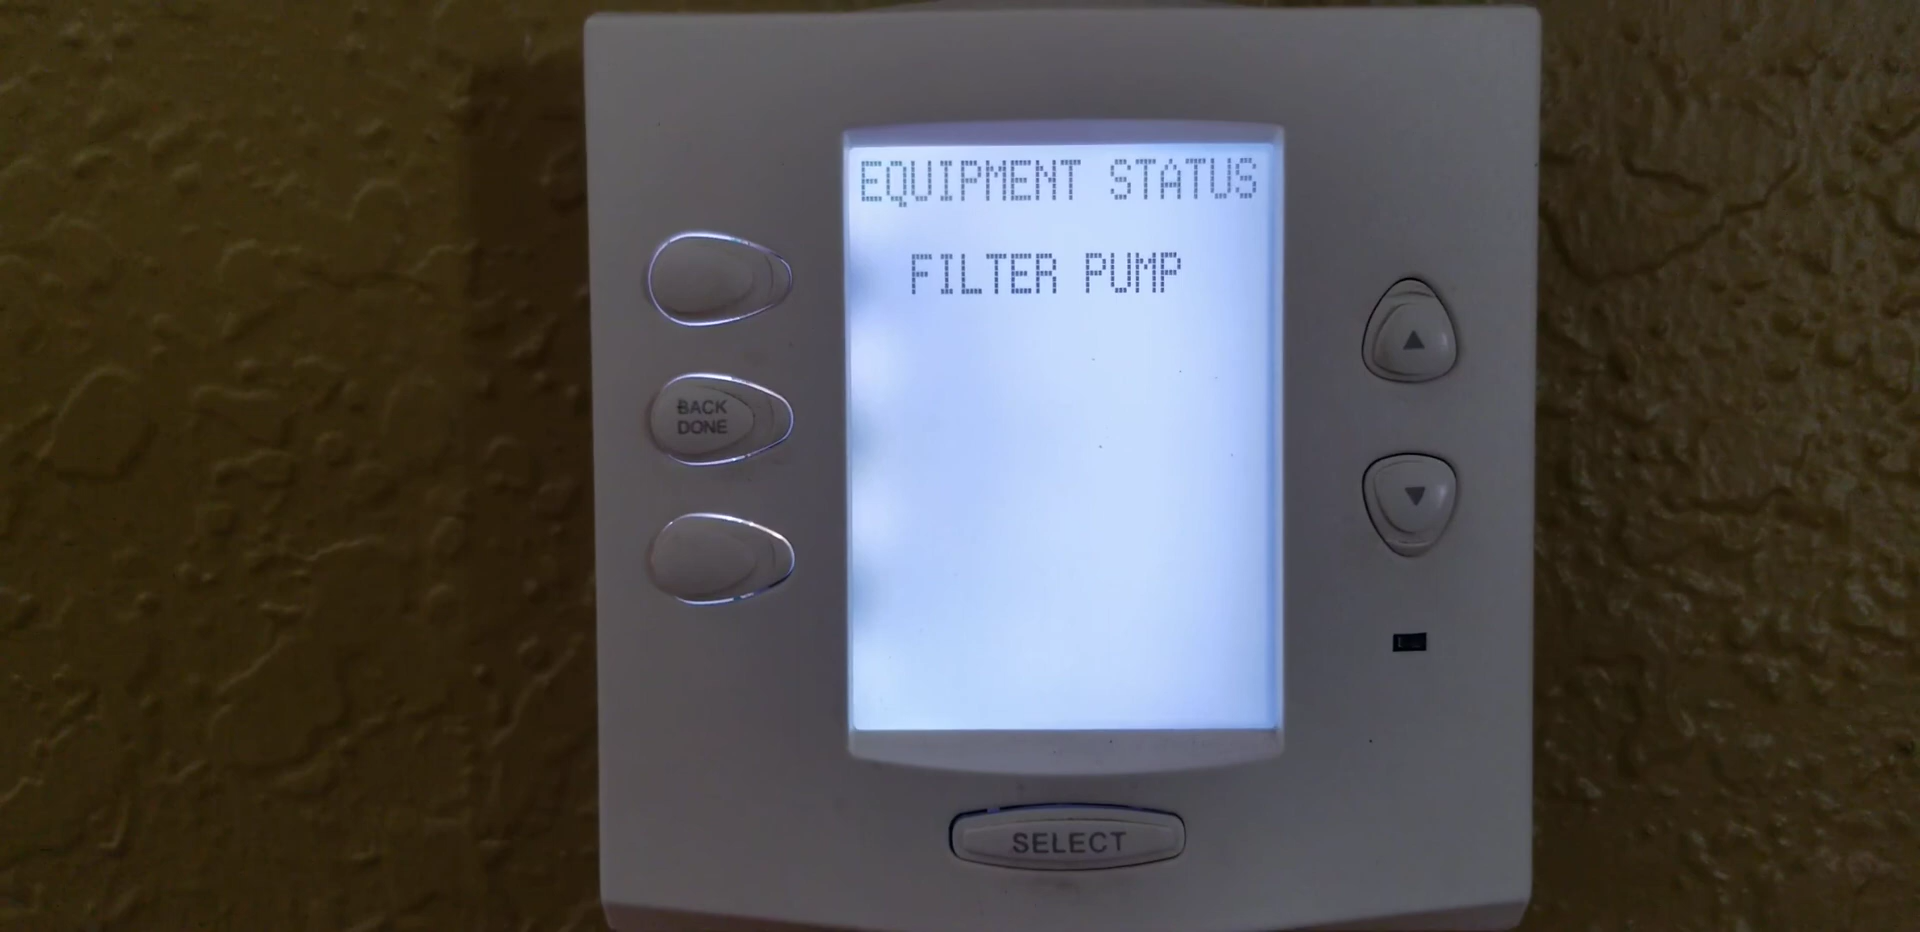 EQUIPMENT STATUS
FILTER PUMP
BACK
DONE
SELECT